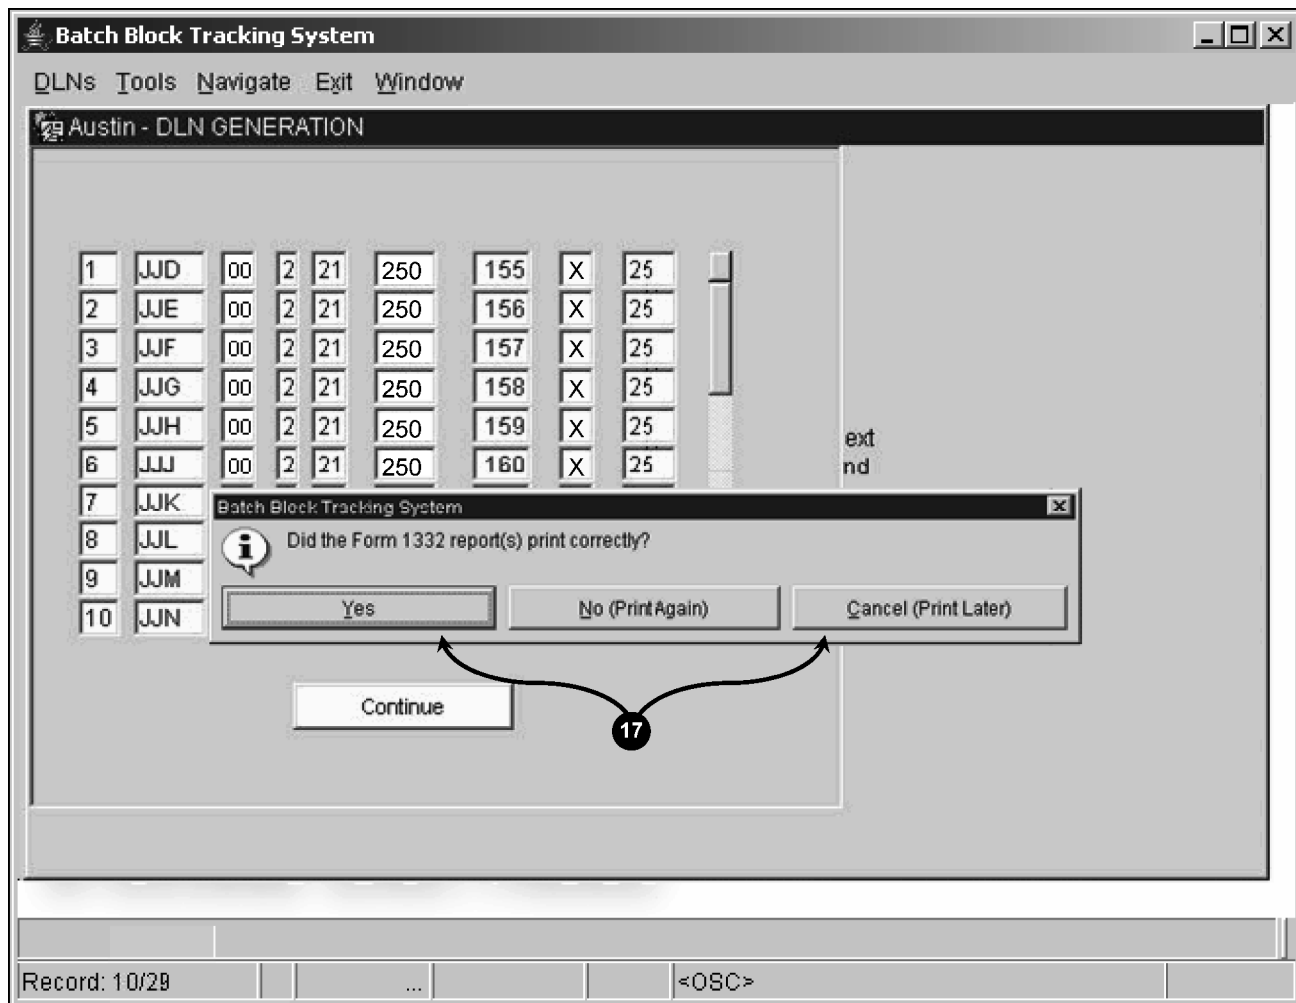 Batch Block Tracking System
DLNs Tools Navigate Exit Window
Austin - DLN GENERATION
1 JJD 00 2 21 250 155 X 25
2 JJE 00 2 21 250 156 X 25
3 JJF 00 2 21 250 157 X 25
4 JJG 00 2 21 250 158 X 25
5 JJH 00 2 21 250 159 X 25
ext
6 JJJ 00 2 21 250 160 X 25
nd
7 JJK
Batch Block Tracking System
8 JJL
Did the Form 1332 report(s) print correctly?
9 JJM
10 JJN
Yes No (Print Again) Cancel (Print Later)
Continue
17
Record: 10/29 ... <OSC>